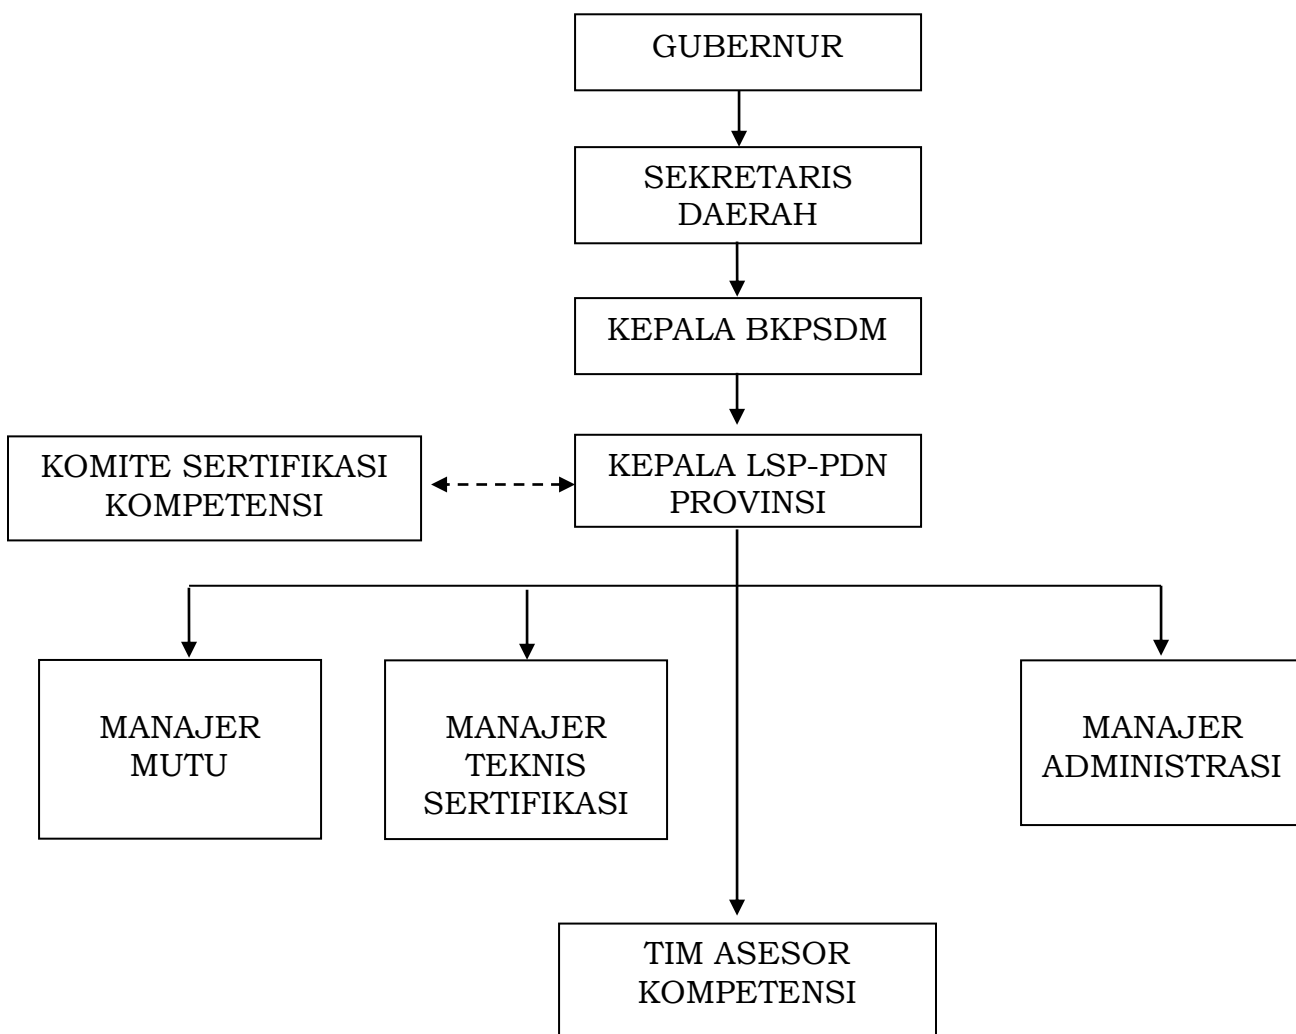 GUBERNUR
SEKRETARIS
DAERAH
KEPALA BKPSDM
KOMITE SERTIFIKASI
KOMPETENSI
KEPALA LSP-PDN
PROVINSI
MANAJER
MUTU
MANAJER
TEKNIS
SERTIFIKASI
MANAJER
ADMINISTRASI
TIM ASESOR
KOMPETENSI